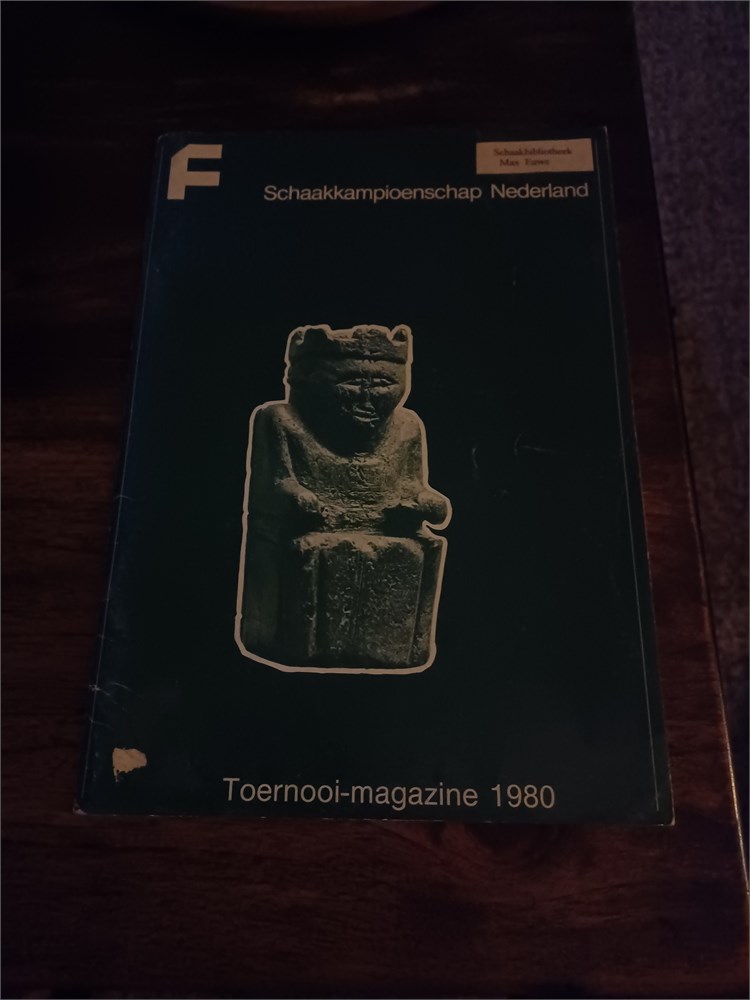 F
Schaakbibliotheek
Max Euwe
Schaakkampioenschap Nederland
Toernooi-magazine 1980